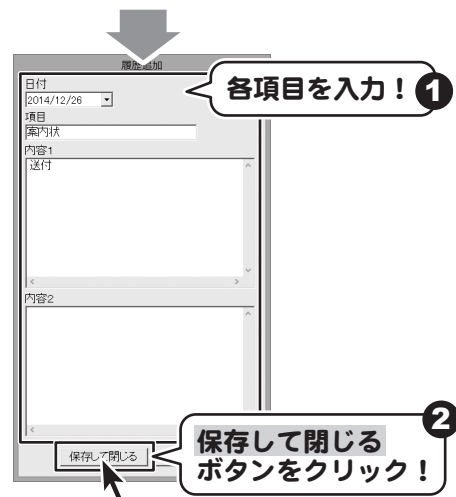 履歴追加
各項目を入力！ 1
日付
2014/12/26
項目
案内状
内容1
送付
内容2
2
保存して閉じる
保存して閉じる
ボタンをクリック！